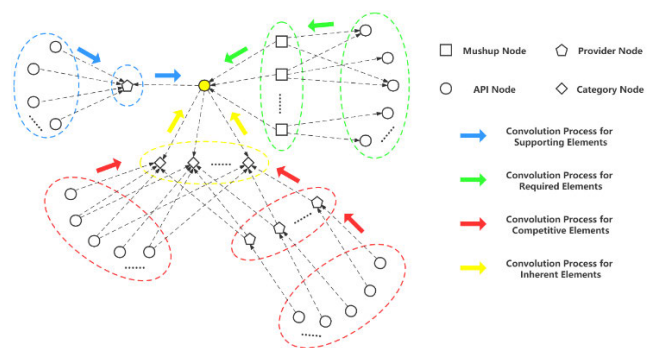 Mushup Node
Provider Node
API Node
Category Node
Convolution Process for
Supporting Elements
Convolution Process for
Required Elements
Convolution Process for
Competitive Elements
Convolution Process for
Inherent Elements